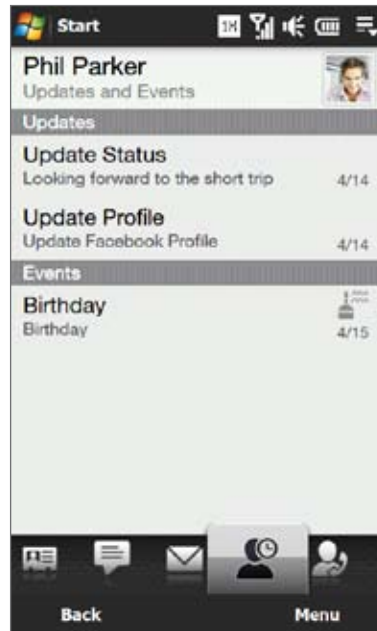 Start
1X
Phil Parker
Updates and Events
Updates
Update Status
Looking forward to the short trip 4/14
Update Profile
Update Facebook Profile 4/14
Events
Birthday
Birthday 4/15
Back Menu